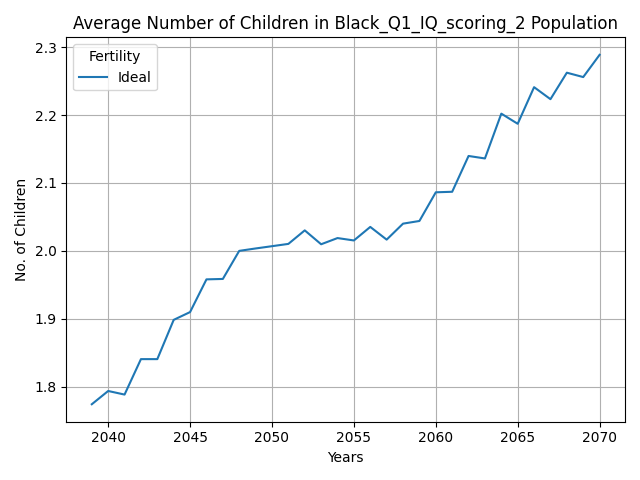 Average Number of Children in Black_Q1_IQ_scoring_2 Population
Fertility
Ideal
No. of Children
2.3
2.2
2.1
2.0
1.9
1.8
2040 2045 2050 2055 2060 2065 2070
Years